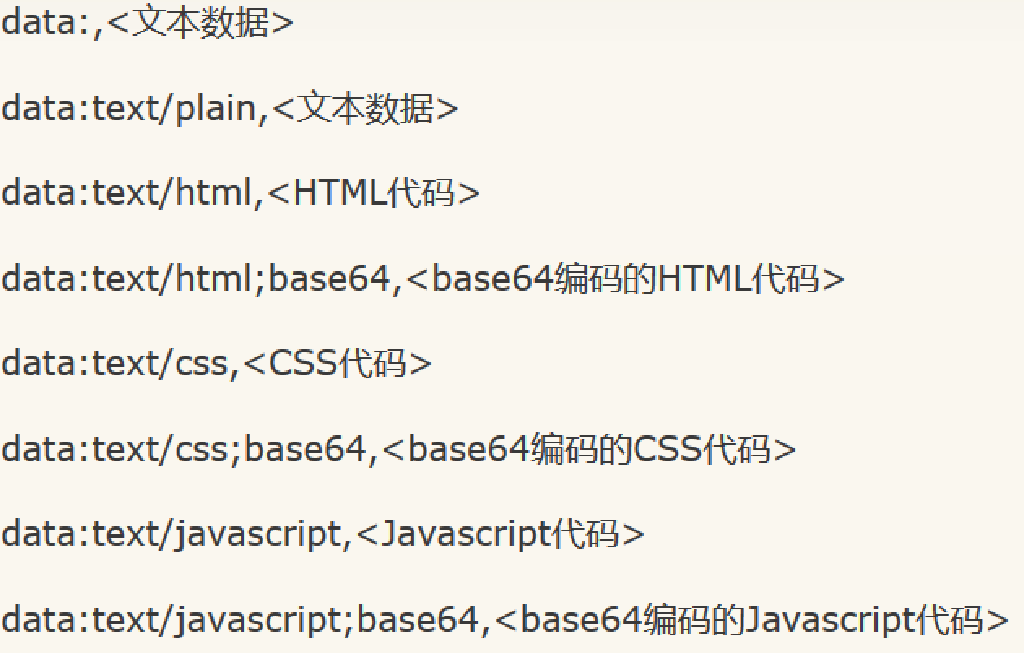 data:,<文本数据>
data:text/plain,<文本数据>
data:text/html,<HTML代码>
data:text/html;base64,<base64编码的HTML代码>
data:text/css,<CSS代码>
data:text/css;base64,<base64编码的CSS代码>
data:text/javascript,<Javascript代码>
data:text/javascript;base64,<base64编码的Javascript代码>